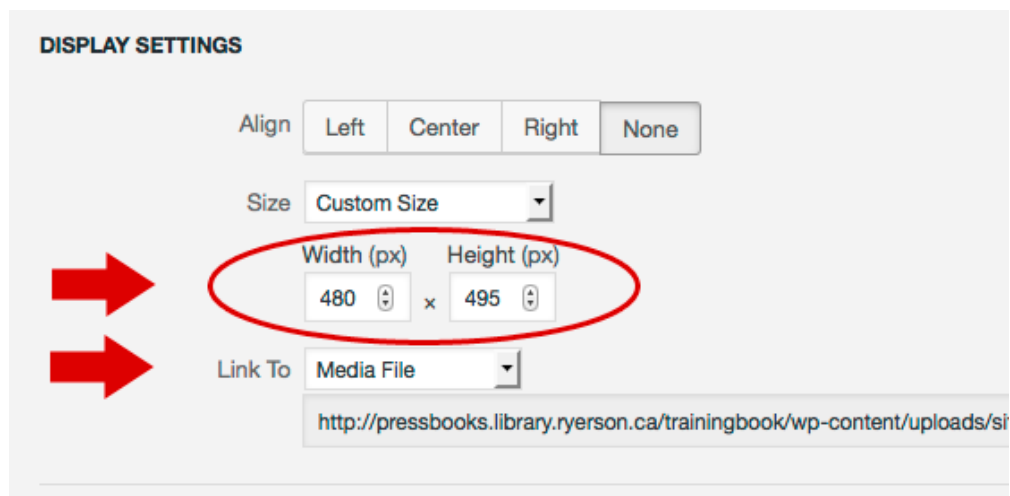 DISPLAY SETTINGS
Align Left Center Right None
Size Custom Size
Width (px) Height (px)
480 × 495
Link To Media File
http://pressbooks.library.ryerson.ca/trainingbook/wp-content/uploads/si